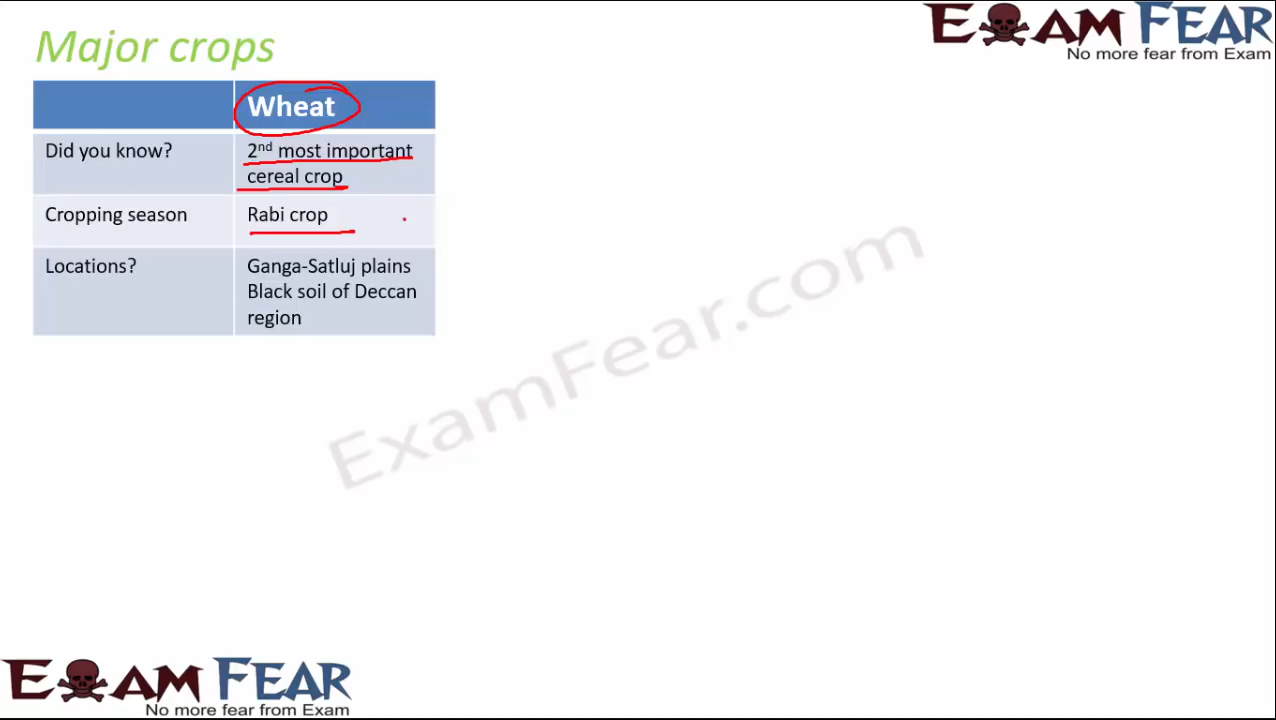 Major crops
EXAM FEAR
No more fear from Exam
Wheat
Did you know?
2nd most important
cereal crop
Cropping season
Rabi crop
Locations?
Ganga-Satluj plains
Black soil of Deccan
region
ExamFear.com
EXAM FEAR
No more fear from Exam